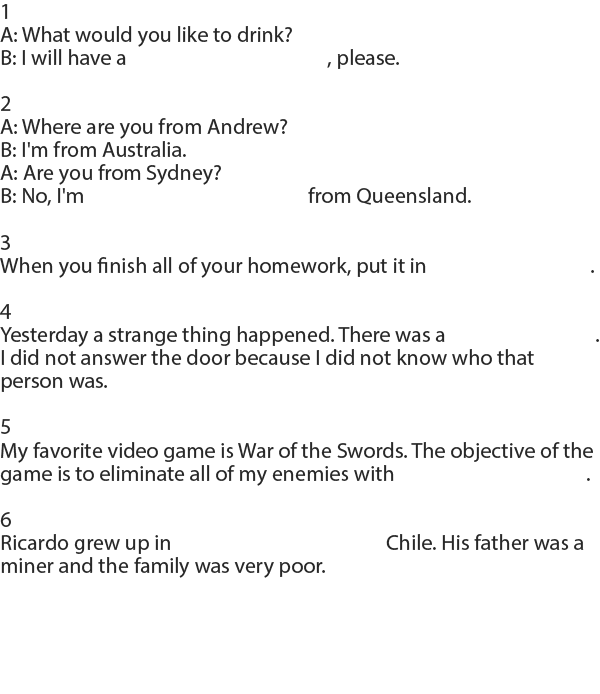 1
A: What would you like to drink?
B: I will have a , please.
2
A: Where are you from Andrew?
B: I'm from Australia.
A: Are you from Sydney?
B: No, I'm from Queensland.
3
When you finish all of your homework, put it in .
4
Yesterday a strange thing happened. There was a .
I did not answer the door because I did not know who that
person was.
5
My favorite video game is War of the Swords. The objective of the
game is to eliminate all of my enemies with .
6
Ricardo grew up in Chile. His father was a
miner and the family was very poor.